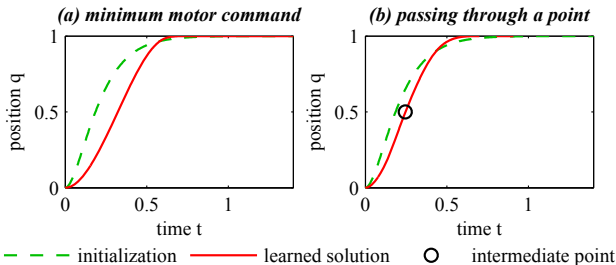 (a) minimum motor command (b) passing through a point
1 1
position q position q
0.5 0.5
0 0
0 0.5 1 0 0.5 1
time t time t
initialization learned solution intermediate point